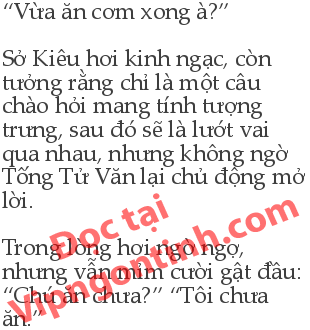 “Vừa ăn cơm xong à?”
Sở Kiêu hơi kinh ngạc, còn
tưởng rằng chỉ là một câu
chào hỏi mang tính tượng
trưng, sau đó sẽ là lướt vai
qua nhau, nhưng không ngờ
Tống Tử Văn lại chủ động mở
lời.
Đọc tại
Vipngontinh.com
Trong lòng hơi ngờ ngợ,
nhưng vẫn mỉm cười gật đầu:
“Chú ăn chưa?” “Tôi chưa
ăn.”